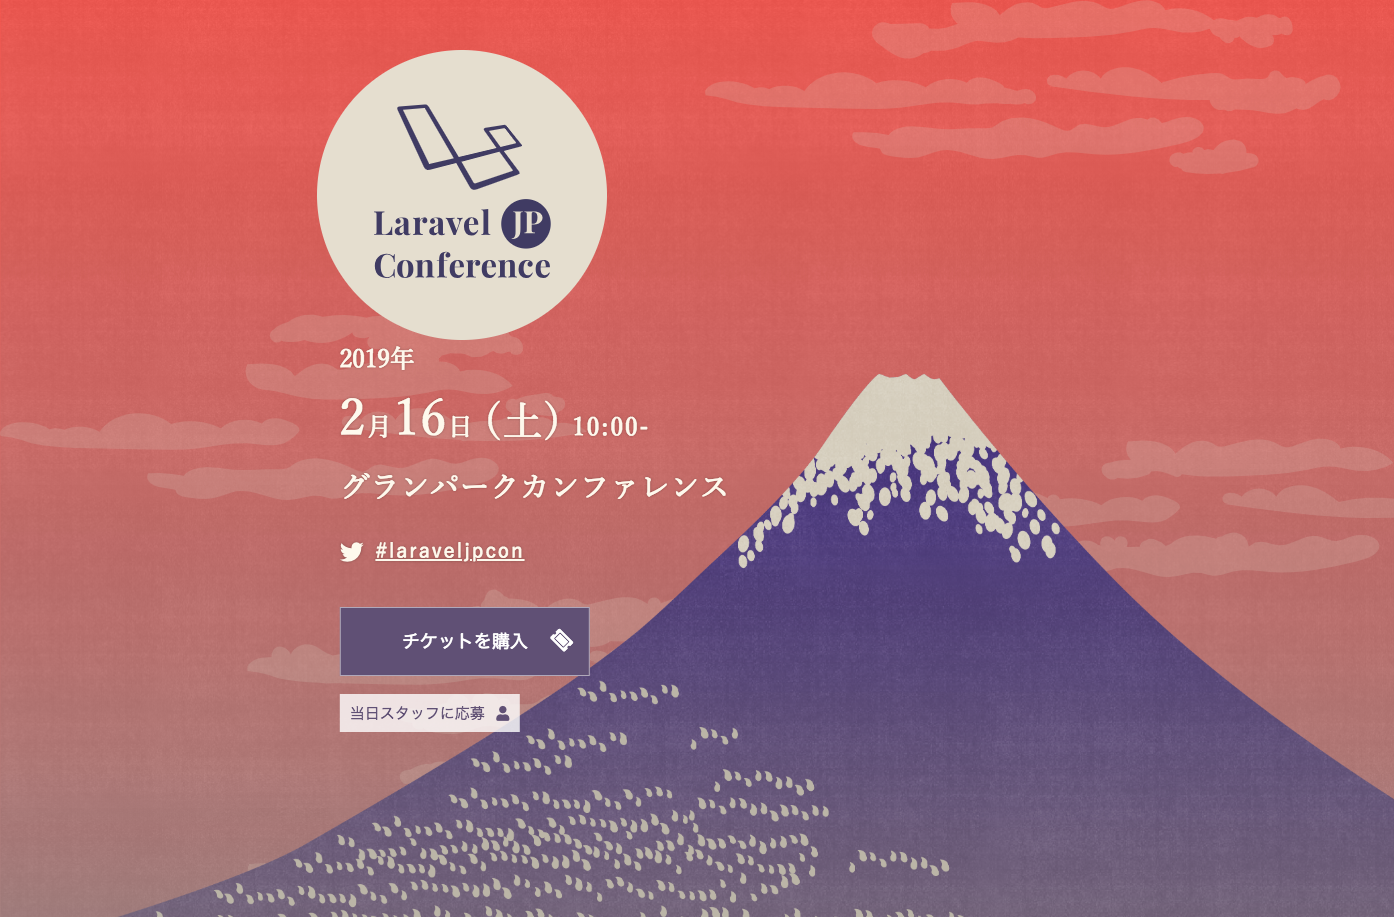 Laravel JP
Conference
2019年
2月16日（土）10:00-
グランパークカンファレンス
#laraveljpcon
チケットを購入
当日スタッフに応募